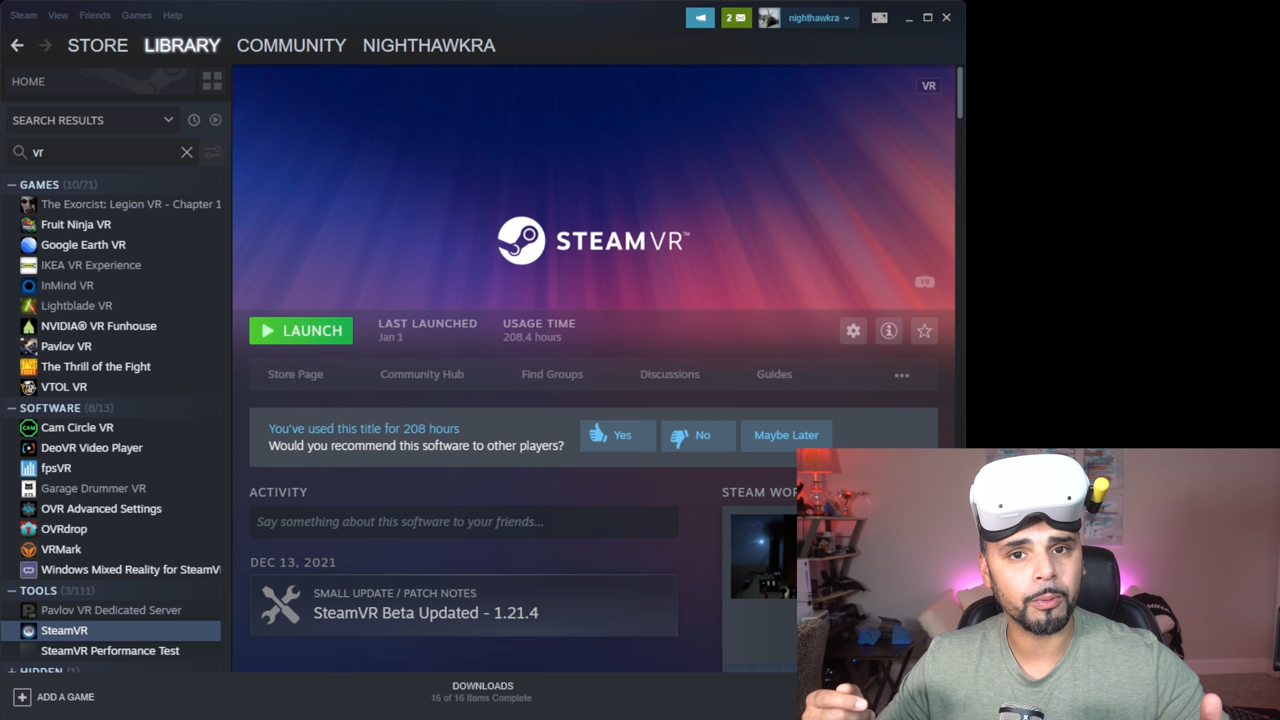 Steam View Friends Games Help
2 nighthawkra
STORE LIBRARY COMMUNITY NIGHTHAWKRA
HOME
VR
SEARCH RESULTS
vr
GAMES (10/71)
The Exorcist: Legion VR - Chapter 1
Fruit Ninja VR
Google Earth VR
IKEA VR Experience
InMind VR
Lightblade VR
NVIDIA® VR Funhouse
Pavlov VR
The Thrill of the Fight
VTOL VR
SOFTWARE (8/13)
Cam Circle VR
DeoVR Video Player
fpsVR
Garage Drummer VR
OVR Advanced Settings
OVRdrop
VRMark
Windows Mixed Reality for SteamV
TOOLS (3/111)
Pavlov VR Dedicated Server
SteamVR
SteamVR Performance Test
HIDDEN (1)
STEAMVR™
LAUNCH
LAST LAUNCHED
Jan 1
USAGE TIME
208.4 hours
Store Page Community Hub Find Groups Discussions Guides
You've used this title for 208 hours
Would you recommend this software to other players?
Yes No Maybe Later
ACTIVITY
Say something about this software to your friends...
DEC 13, 2021
SMALL UPDATE / PATCH NOTES
SteamVR Beta Updated - 1.21.4
STEAM WOR
ADD A GAME
DOWNLOADS
16 of 16 Items Complete